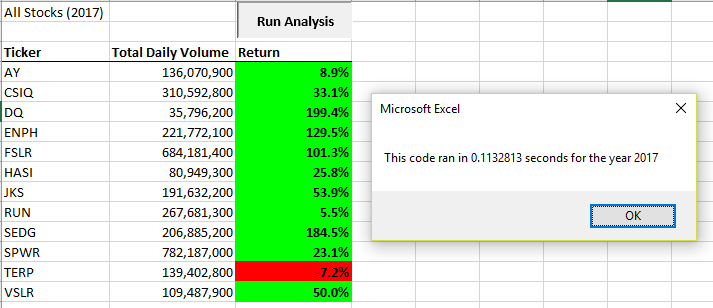 All Stocks (2017)
Run Analysis
Ticker Total Daily Volume Return
AY 136,070,900 8.9%
CSIQ 310,592,800 33.1%
DQ 35,796,200 199.4%
ENPH 221,772,100 129.5%
FSLR 684,181,400 101.3%
HASI 80,949,300 25.8%
JKS 191,632,200 53.9%
RUN 267,681,300 5.5%
SEDG 206,885,200 184.5%
SPWR 782,187,000 23.1%
TERP 139,402,800 -7.2%
VSLR 109,487,900 50.0%
Microsoft Excel
This code ran in 0.1132813 seconds for the year 2017
OK